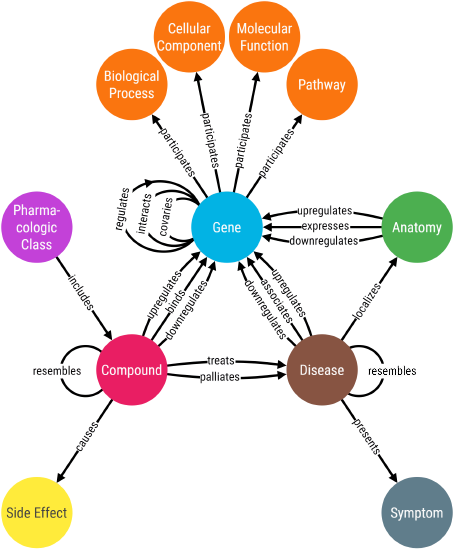 Cellular
Component
Molecular
Function
Biological
Process
Pathway
participates
participates
participates
participates
regulates
interacts
covaries
Pharma-
cologic
Class
Gene
upregulates
expresses
downregulates
Anatomy
includes
upregulates
binds
downregulates
upregulates
associates
downregulates
localizes
resembles
Compound
treats
palliates
Disease
resembles
causes
presents
Side Effect
Symptom